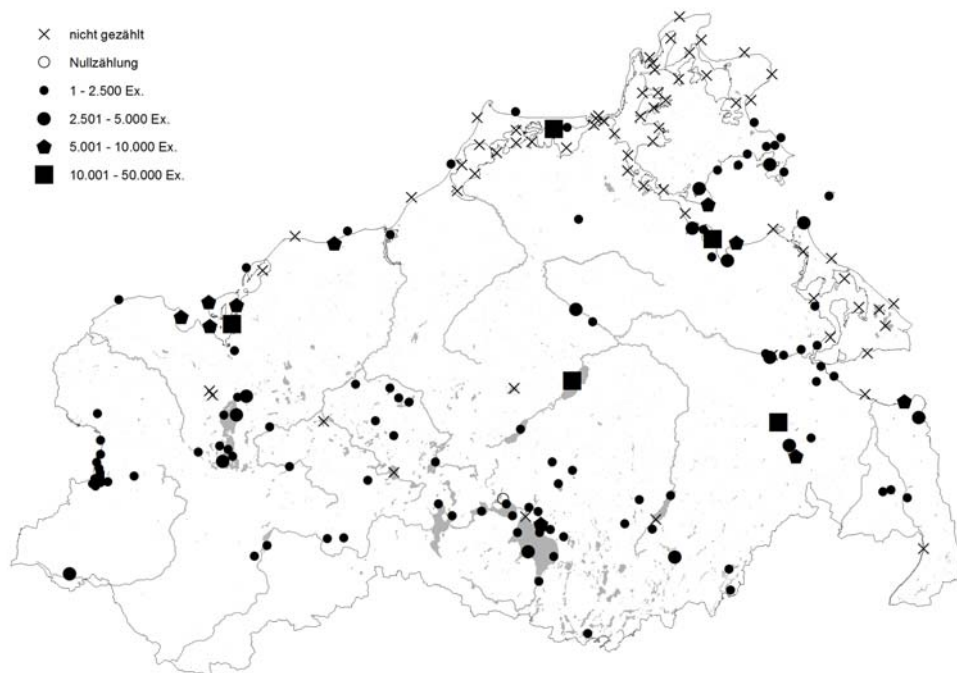 nicht gezählt
Nullzählung
1 - 2.500 Ex.
2.501 - 5.000 Ex.
5.001 - 10.000 Ex.
10.001 - 50.000 Ex.